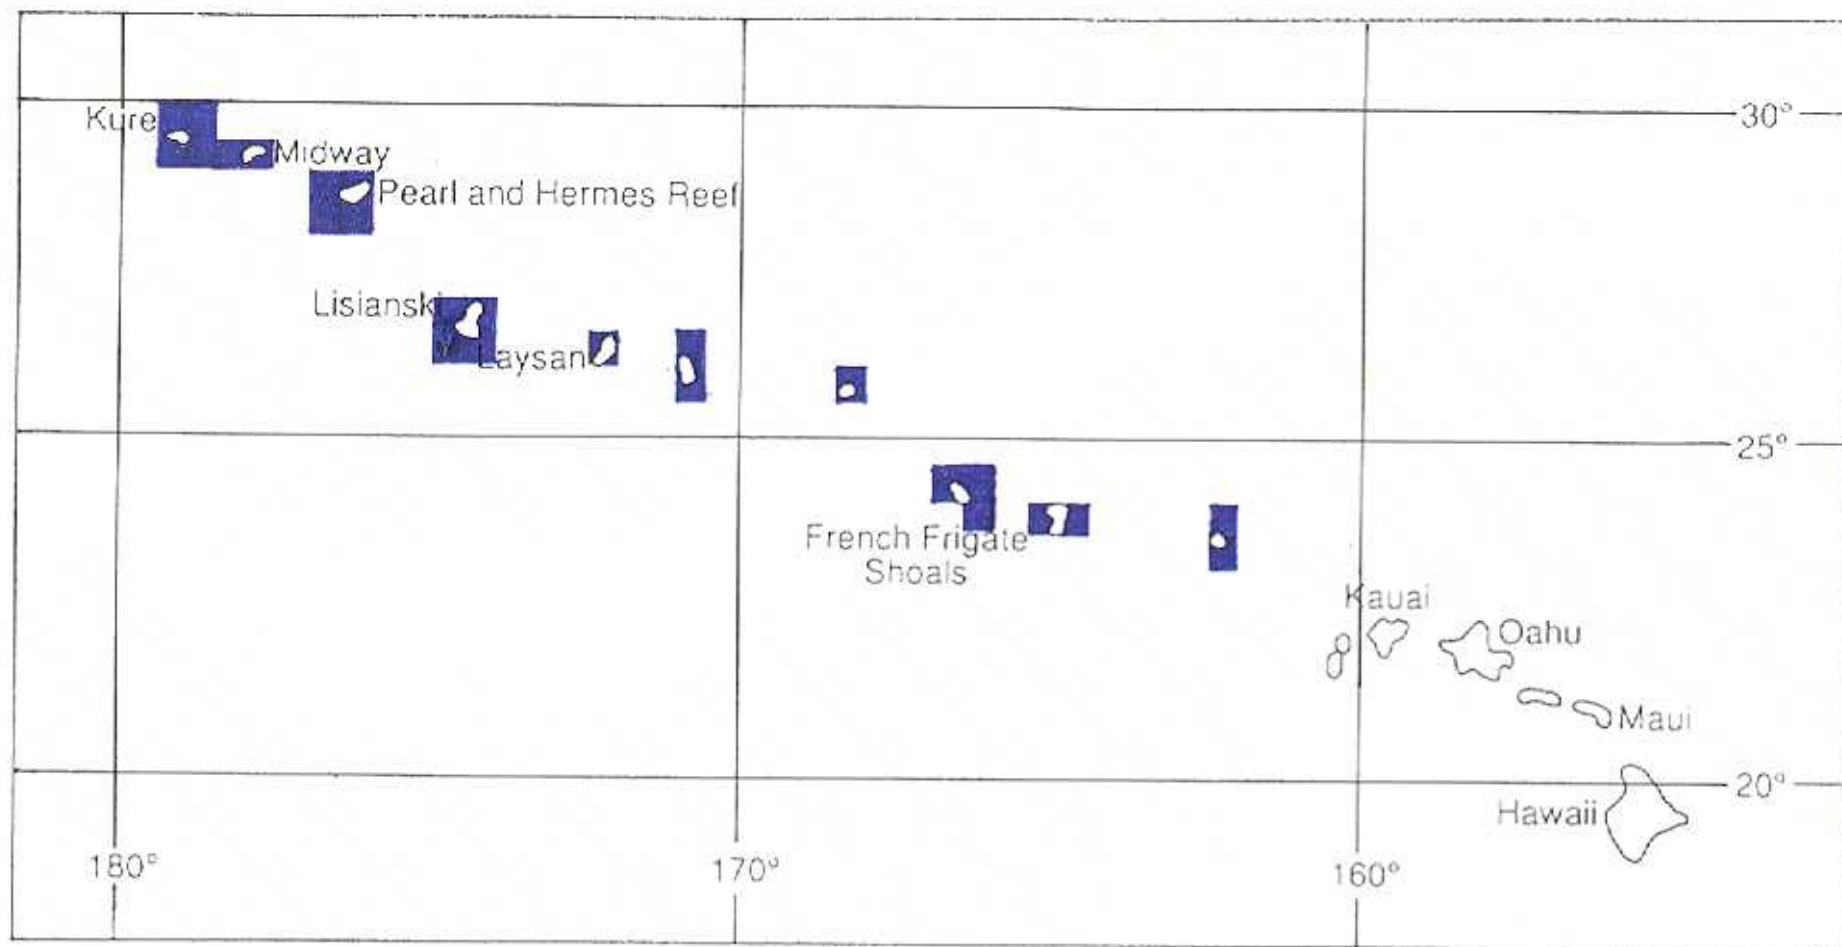 Kure
30°
Midway
Pearl and Hermes Reef
Lisianski
Laysan
25°
French Frigate
Shoals
Kauai
Oahu
Maui
20°
Hawaii
180°
170°
160°